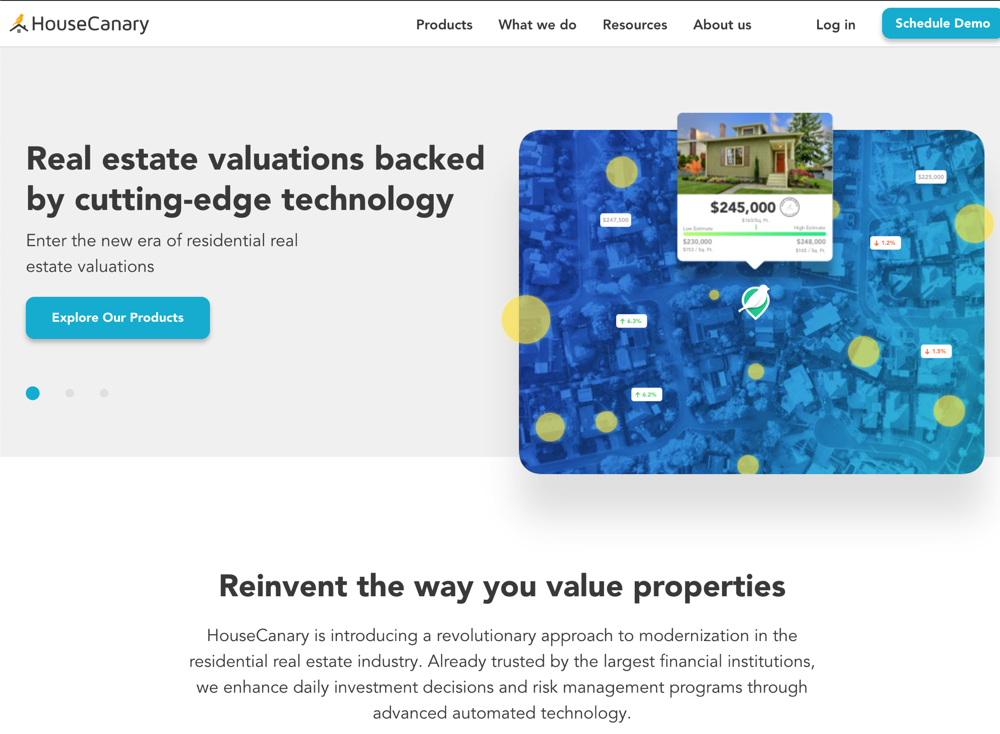 HouseCanary
Products
What we do
Resources
About us
Log in
Schedule Demo
Real estate valuations backed
by cutting-edge technology
Enter the new era of residential real
estate valuations
Explore Our Products
$245,000
$163/Sq. Ft.
Low Estimate
High Estimate
$230,000
$248,000
$153 / Sq. Ft.
$165 / Sq. Ft.
$225,000
$247,500
1.2%
6.3%
1.5%
6.2%
Reinvent the way you value properties
HouseCanary is introducing a revolutionary approach to modernization in the
residential real estate industry. Already trusted by the largest financial institutions,
we enhance daily investment decisions and risk management programs through
advanced automated technology.